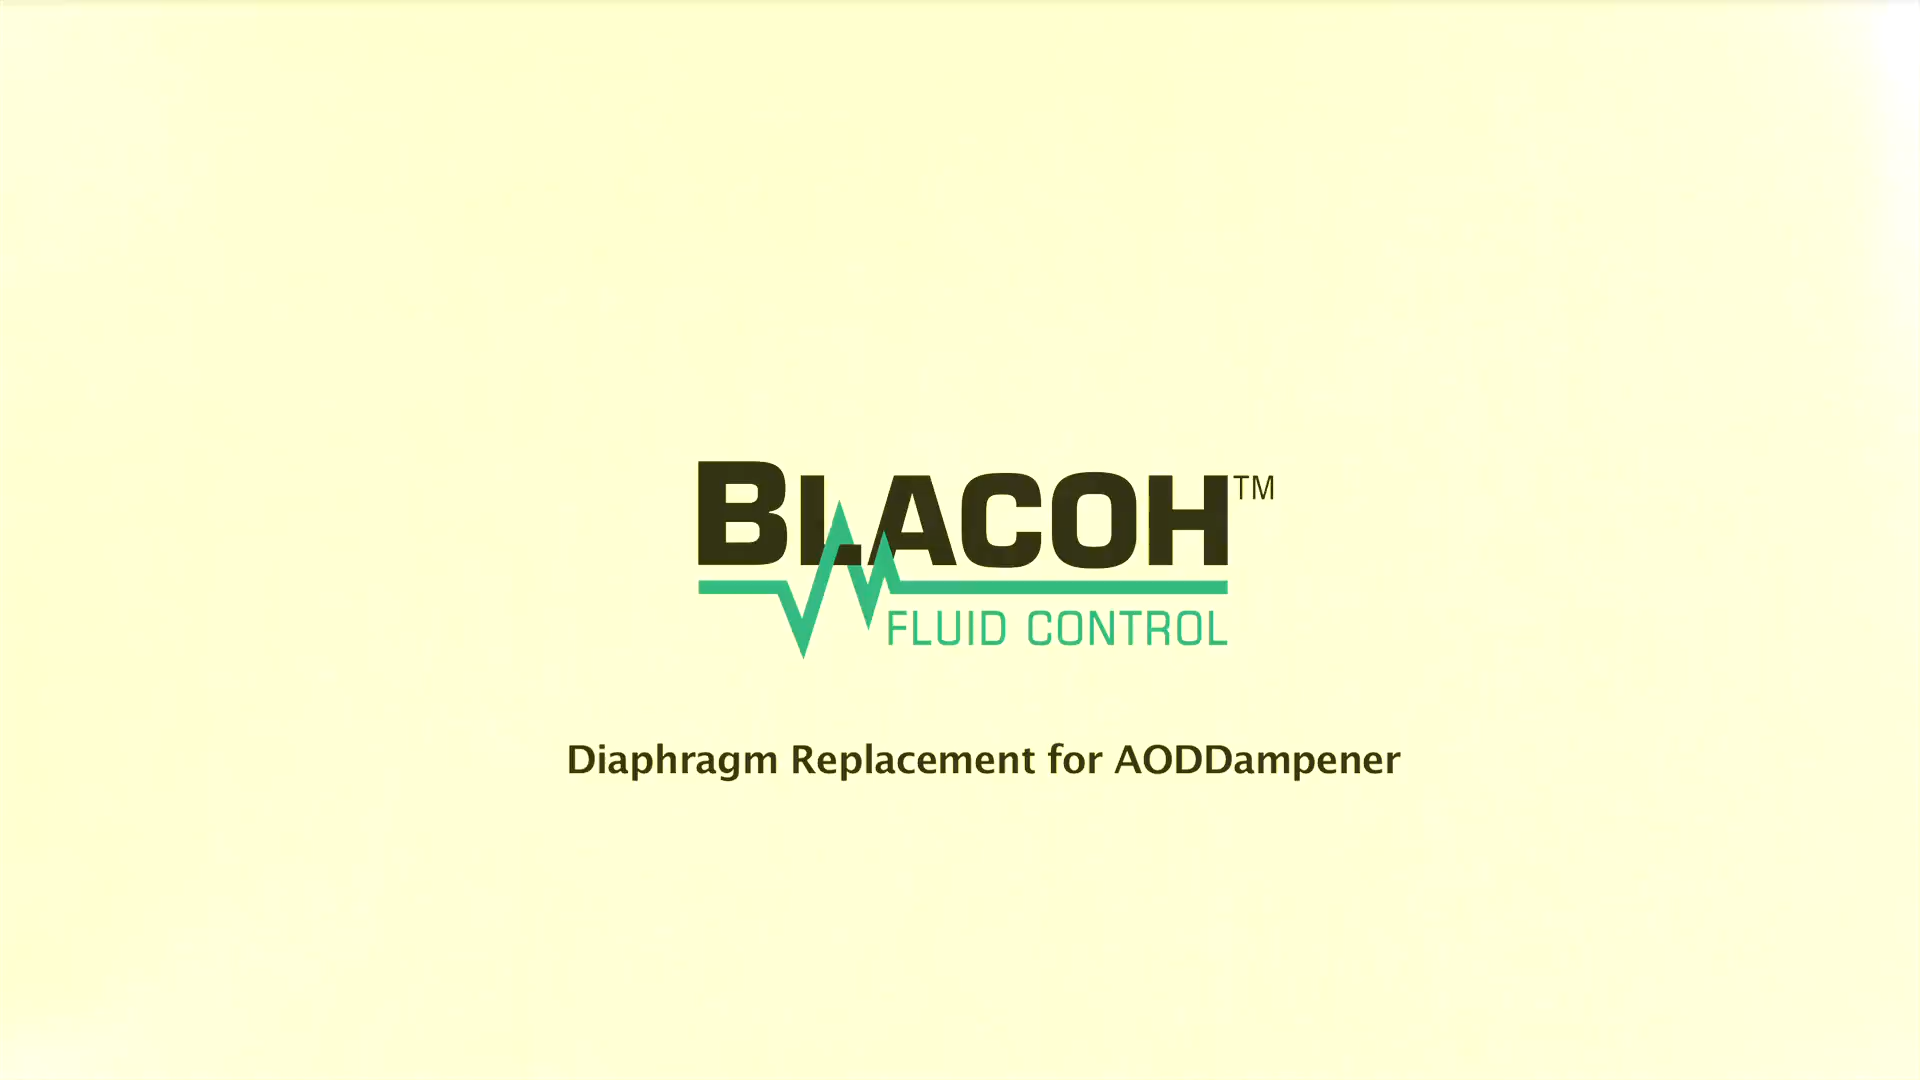 BLACOH™
FLUID CONTROL
Diaphragm Replacement for AODDampener